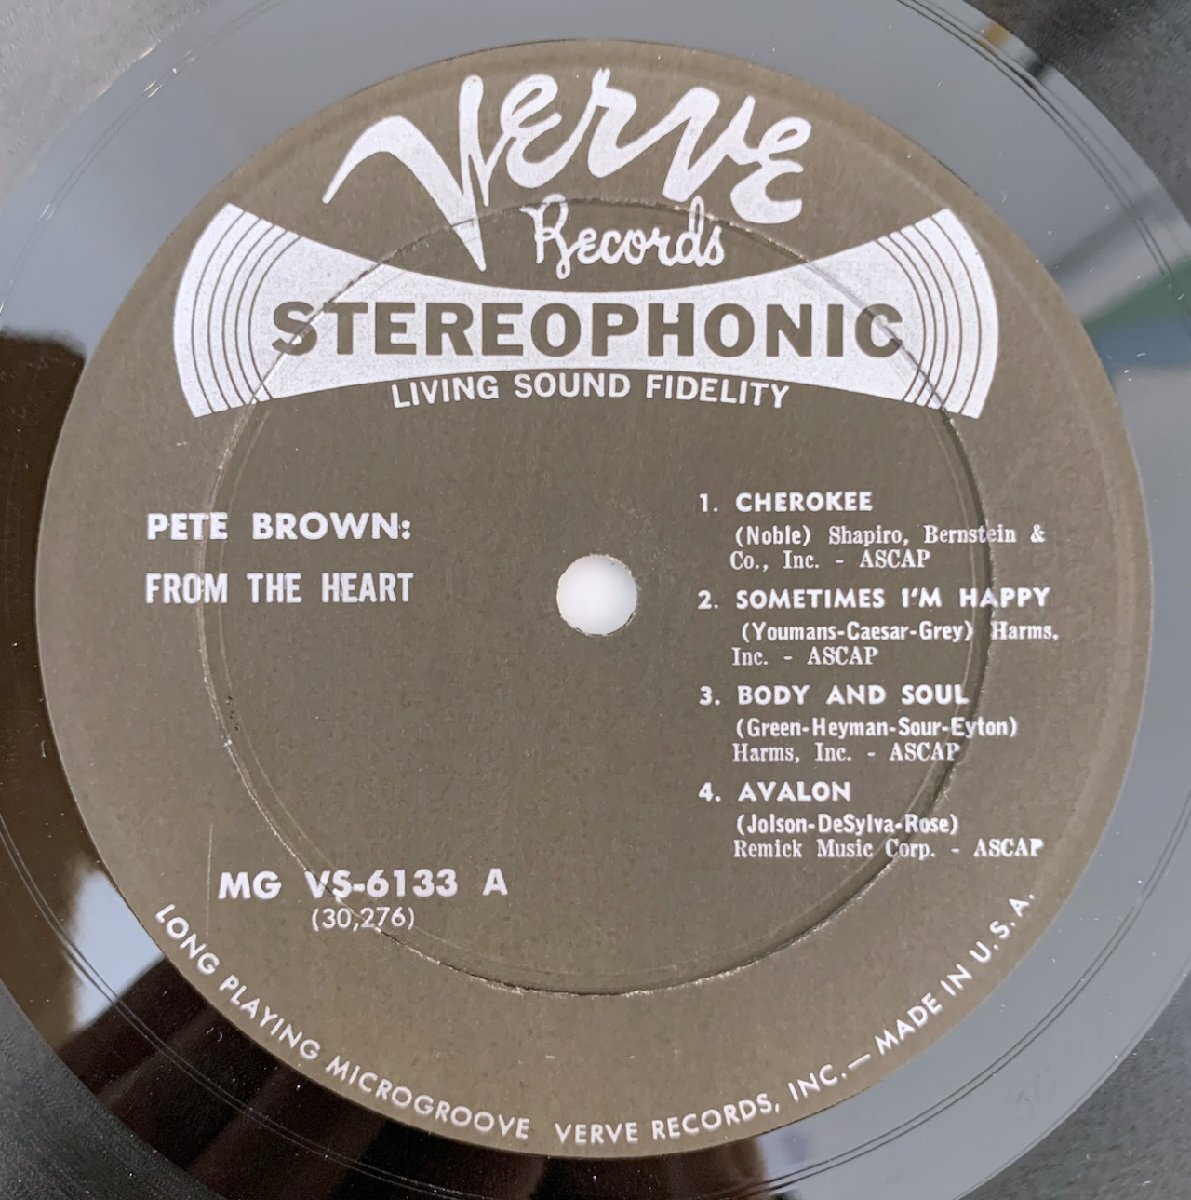 Verve
Records
STEREOPHONIC
LIVING SOUND FIDELITY
PETE BROWN:
FROM THE HEART
1. CHEROKEE
(Noble) Shapiro, Bernstein &
Co., Inc. - ASCAP
2. SOMETIMES I'M HAPPY
(Youmans-Caesar-Grey) Harms,
Inc. - ASCAP
3. BODY AND SOUL
(Green-Heyman-Sour-Eyton)
Harms, Inc. - ASCAP
4. AVALON
(Jolson-DeSylva-Rose)
Remick Music Corp. - ASCAP
MG VS-6133 A
(30,276)
LONG PLAYING MICROGROOVE VERVE RECORDS, INC.— MADE IN U.S.A.